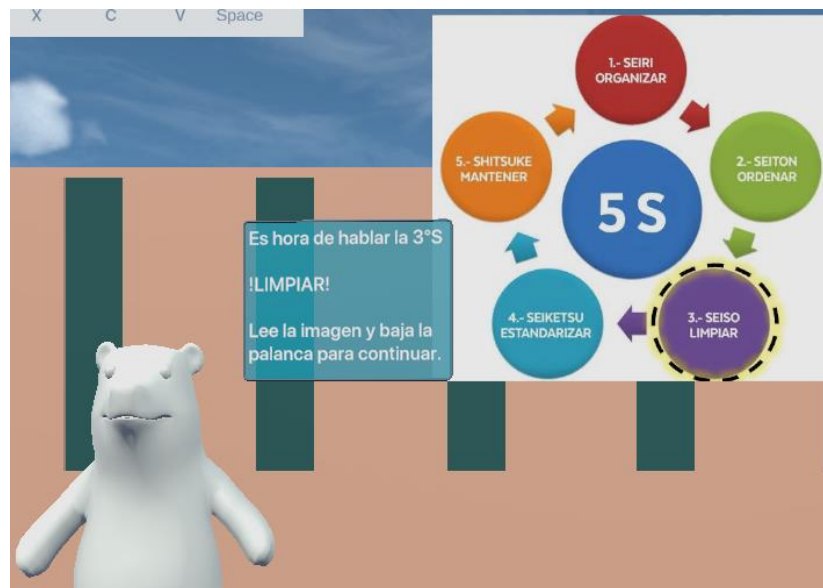 X C V Space
1.- SEIRI
ORGANIZAR
5.- SHITSUKE
MANTENER
2.- SEITON
ORDENAR
5 S
Es hora de hablar la 3°S
!LIMPIAR!
Lee la imagen y baja la
palanca para continuar.
4.- SEIKETSU
ESTANDARIZAR
3.- SEISO
LIMPIAR